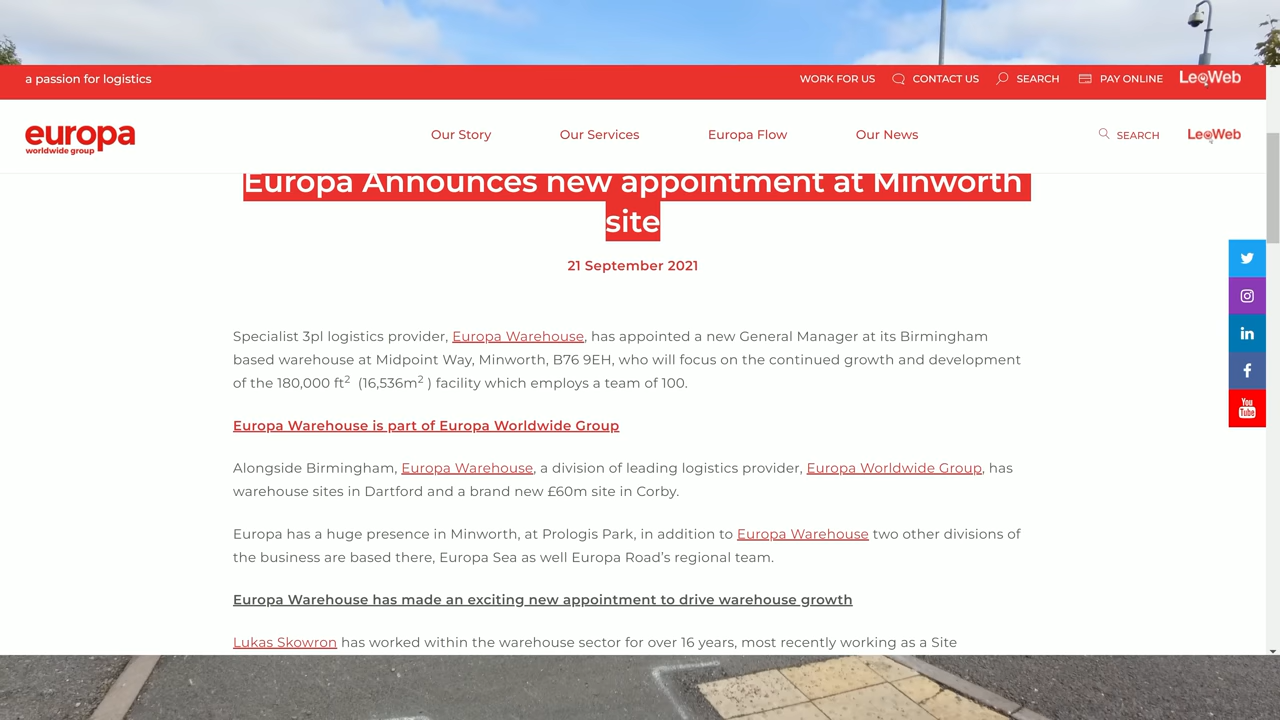 a passion for logistics
WORK FOR US
CONTACT US
SEARCH
PAY ONLINE
LeoWeb
europa
worldwide group
Our Story
Our Services
Europa Flow
Our News
SEARCH
LeoWeb
Europa Announces new appointment at Minworth
site
21 September 2021
Specialist 3pl logistics provider, Europa Warehouse, has appointed a new General Manager at its Birmingham
based warehouse at Midpoint Way, Minworth, B76 9EH, who will focus on the continued growth and development
of the 180,000 ft² (16,536m² ) facility which employs a team of 100.
Europa Warehouse is part of Europa Worldwide Group
Alongside Birmingham, Europa Warehouse, a division of leading logistics provider, Europa Worldwide Group, has
warehouse sites in Dartford and a brand new £60m site in Corby.
Europa has a huge presence in Minworth, at Prologis Park, in addition to Europa Warehouse two other divisions of
the business are based there, Europa Sea as well Europa Road's regional team.
Europa Warehouse has made an exciting new appointment to drive warehouse growth
Lukas Skowron has worked within the warehouse sector for over 16 years, most recently working as a Site
You
Tube